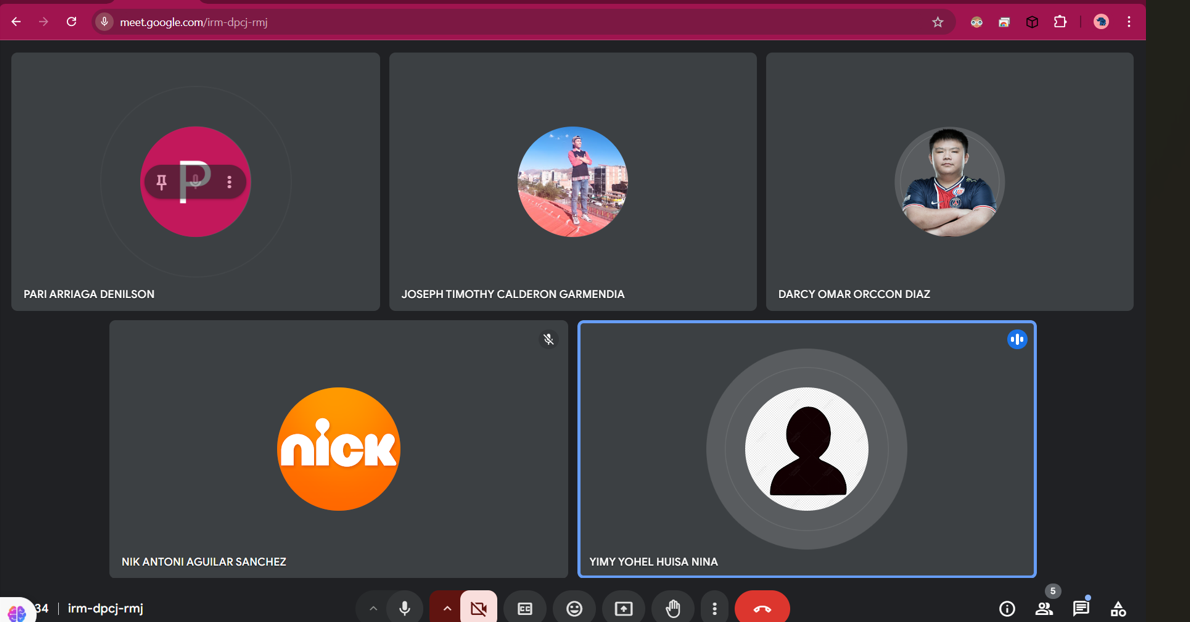 meet.google.com/irm-dpcj-rmj
P
PARI ARRIAGA DENILSON
JOSEPH TIMOTHY CALDERON GARMENDIA
DARCY OMAR ORCCON DIAZ
nick
NIK ANTONI AGUILAR SANCHEZ
YIMY YOHEL HUISA NINA
34 | irm-dpcj-rmj
CC
5